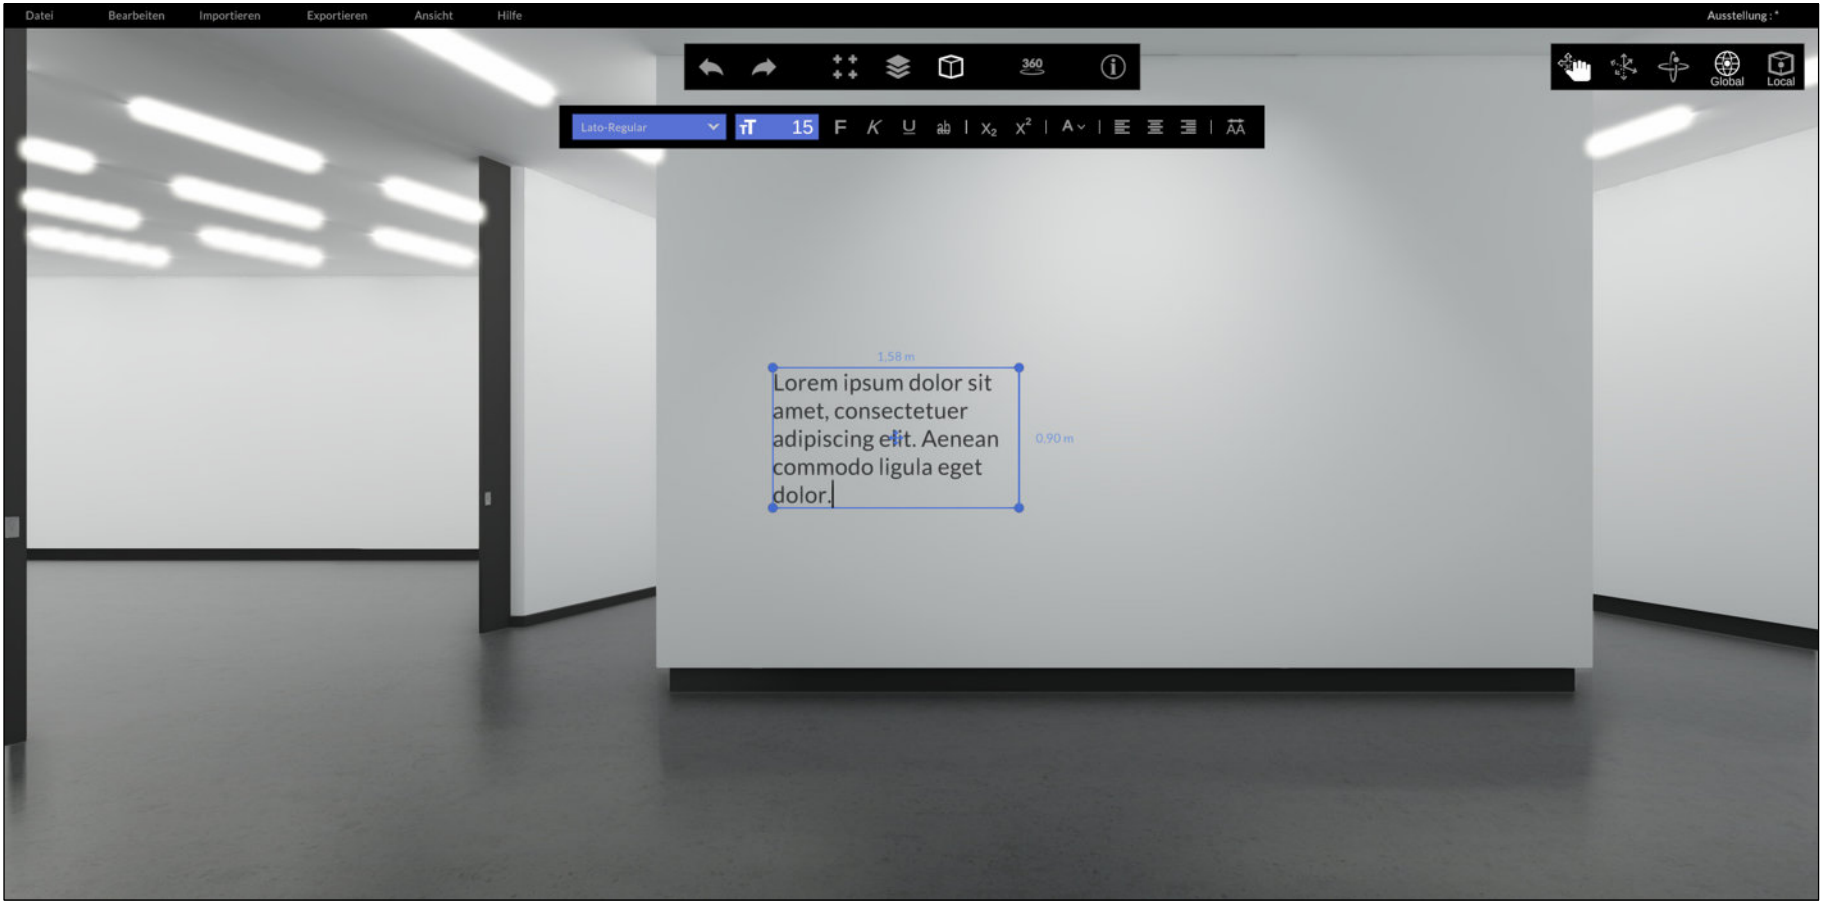 Datei Bearbeiten Importieren Exportieren Ansicht Hilfe Ausstellung : *
360
Global Local
Lato-Regular TT 15 F K U ab X₂ X² A AA
1,58 m
Lorem ipsum dolor sit
amet, consectetuer
adipiscing elit. Aenean
0.90 m
commodo ligula eget
dolor.